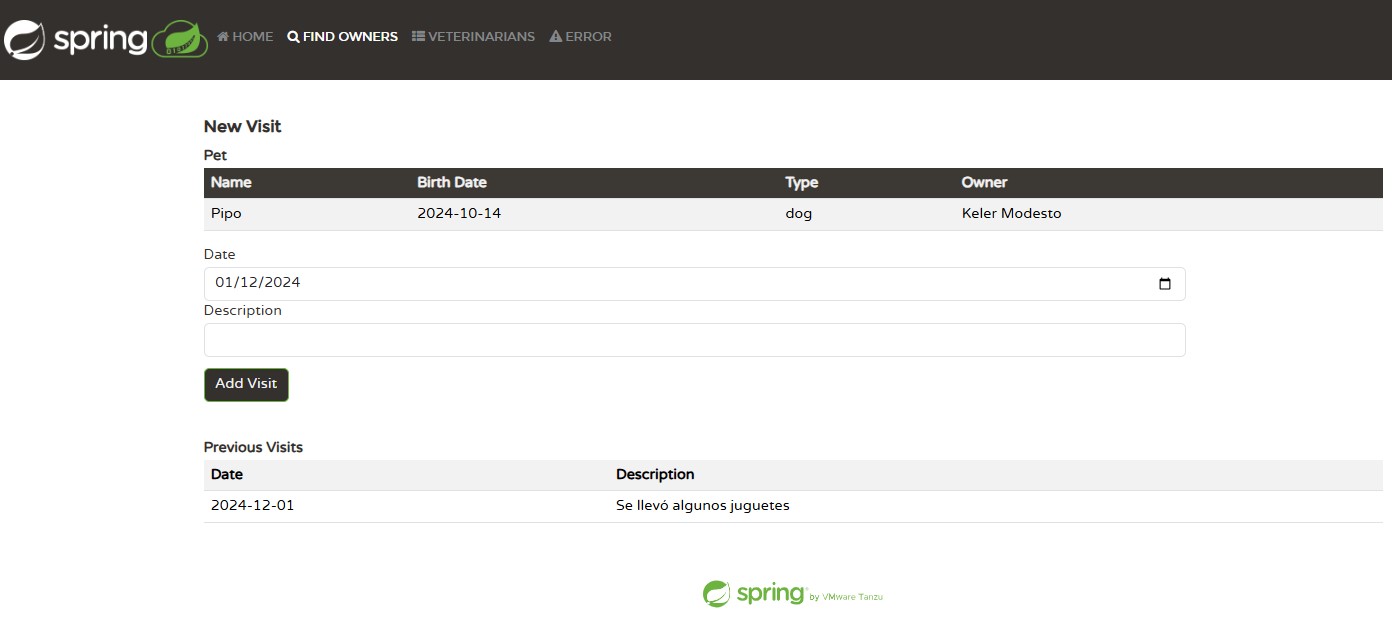 spring HOME FIND OWNERS VETERINARIANS ERROR
New Visit
Pet
Name Birth Date Type Owner
Pipo 2024-10-14 dog Keler Modesto
Date
01/12/2024
Description
Add Visit
Previous Visits
Date Description
2024-12-01 Se llevó algunos juguetes
spring by VMware Tanzu